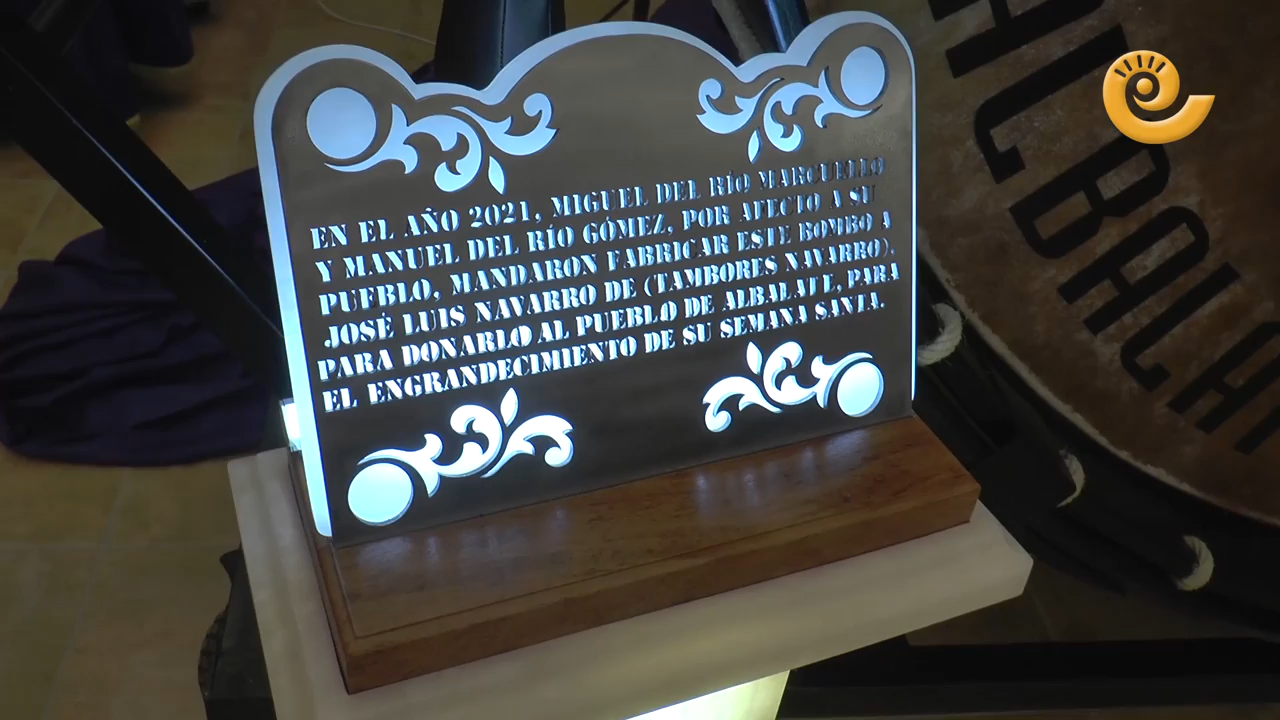 EN EL AÑO 2021, MIGUEL DEL RÍO MARCUELLO
Y MANUEL DEL RÍO GÓMEZ, POR AFECTO A SU
PUEBLO, MANDARON FABRICAR ESTE BOMBO A
JOSÉ LUIS NAVARRO DE (TAMBORES NAVARRO),
PARA DONARLO AL PUEBLO DE ALBALATE, PARA
EL ENGRANDECIMIENTO DE SU SEMANA SANTA.